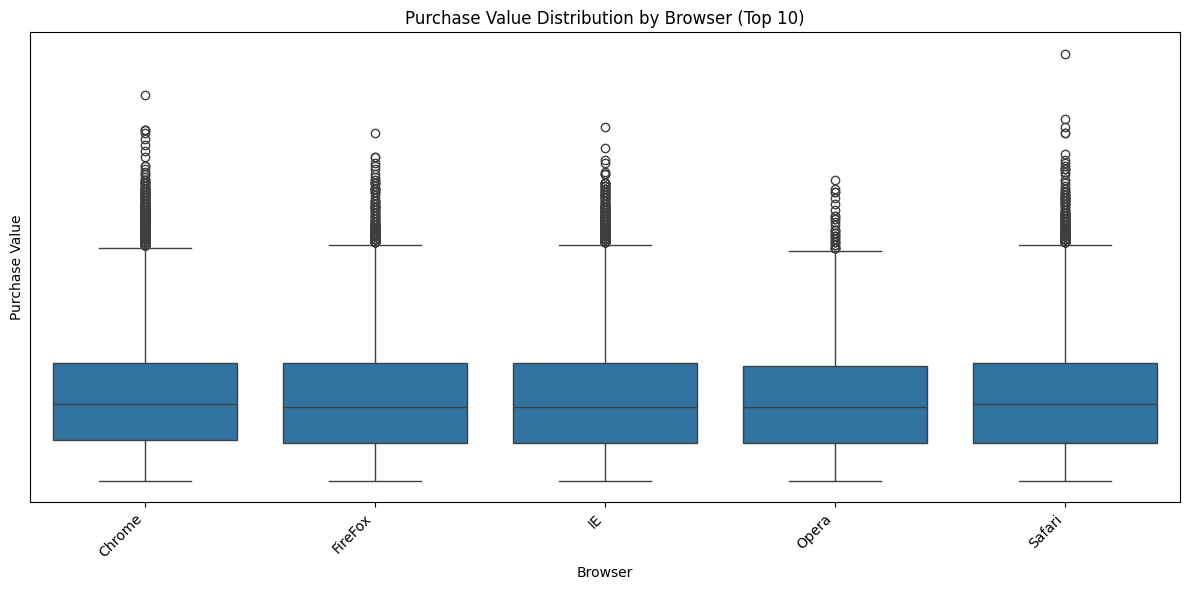 Purchase Value Distribution by Browser (Top 10)
Purchase Value
Chrome
FireFox
IE
Opera
Safari
Browser